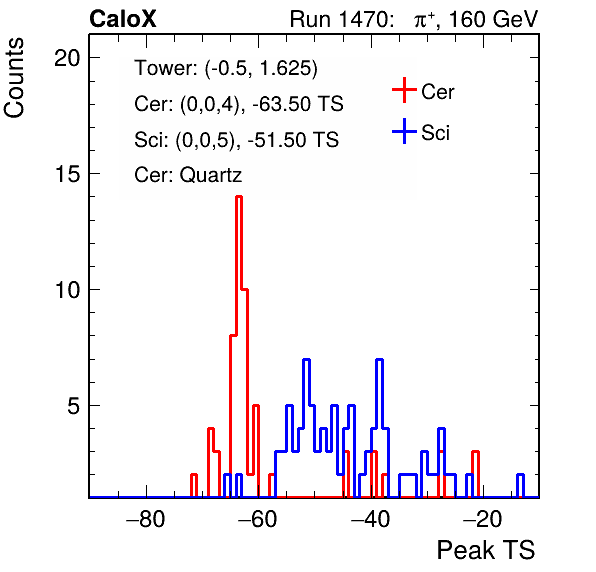 CaloX Run 1470: π⁺, 160 GeV
Counts
20
15
10
5
Tower: (-0.5, 1.625)
Cer: (0,0,4), -63.50 TS
Sci: (0,0,5), -51.50 TS
Cer: Quartz
Cer
Sci
−80 −60 −40 −20
Peak TS